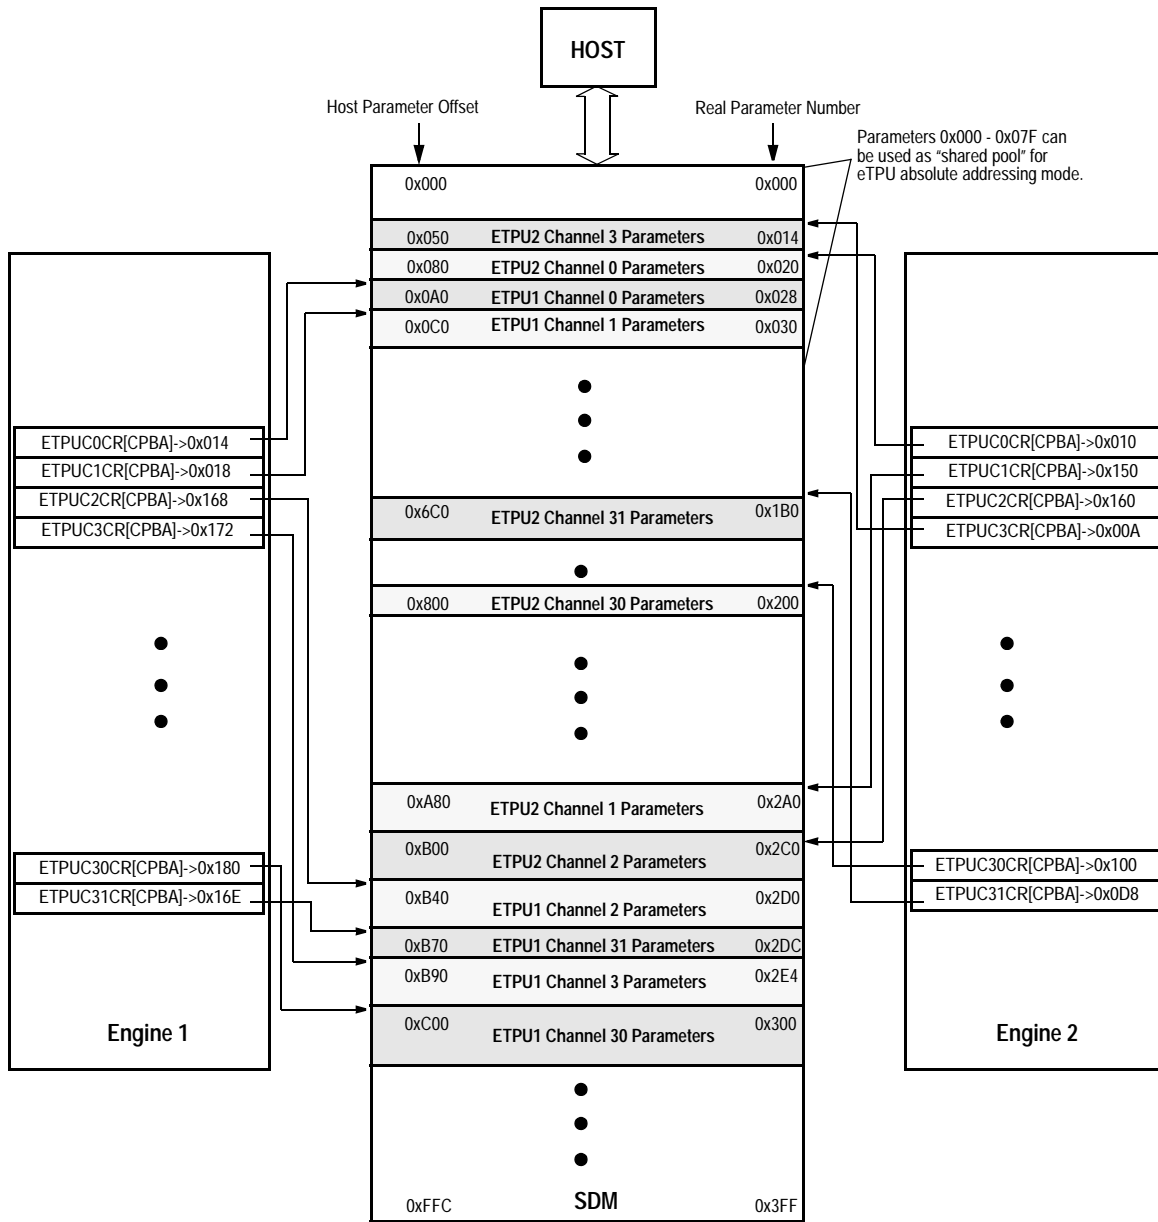 HOST
Host Parameter Offset
Real Parameter Number
Parameters 0x000 - 0x07F can
be used as “shared pool” for
eTPU absolute addressing mode.
0x000 0x000
0x050 ETPU2 Channel 3 Parameters 0x014
0x080 ETPU2 Channel 0 Parameters 0x020
0x0A0 ETPU1 Channel 0 Parameters 0x028
0x0C0 ETPU1 Channel 1 Parameters 0x030
0x6C0 ETPU2 Channel 31 Parameters 0x1B0
0x800 ETPU2 Channel 30 Parameters 0x200
0xA80 ETPU2 Channel 1 Parameters 0x2A0
0xB00 ETPU2 Channel 2 Parameters 0x2C0
0xB40 ETPU1 Channel 2 Parameters 0x2D0
0xB70 ETPU1 Channel 31 Parameters 0x2DC
0xB90 ETPU1 Channel 3 Parameters 0x2E4
0xC00 ETPU1 Channel 30 Parameters 0x300
0xFFC SDM 0x3FF
ETPUC0CR[CPBA]->0x014
ETPUC1CR[CPBA]->0x018
ETPUC2CR[CPBA]->0x168
ETPUC3CR[CPBA]->0x172
ETPUC30CR[CPBA]->0x180
ETPUC31CR[CPBA]->0x16E
Engine 1
ETPUC0CR[CPBA]->0x010
ETPUC1CR[CPBA]->0x150
ETPUC2CR[CPBA]->0x160
ETPUC3CR[CPBA]->0x00A
ETPUC30CR[CPBA]->0x100
ETPUC31CR[CPBA]->0x0D8
Engine 2